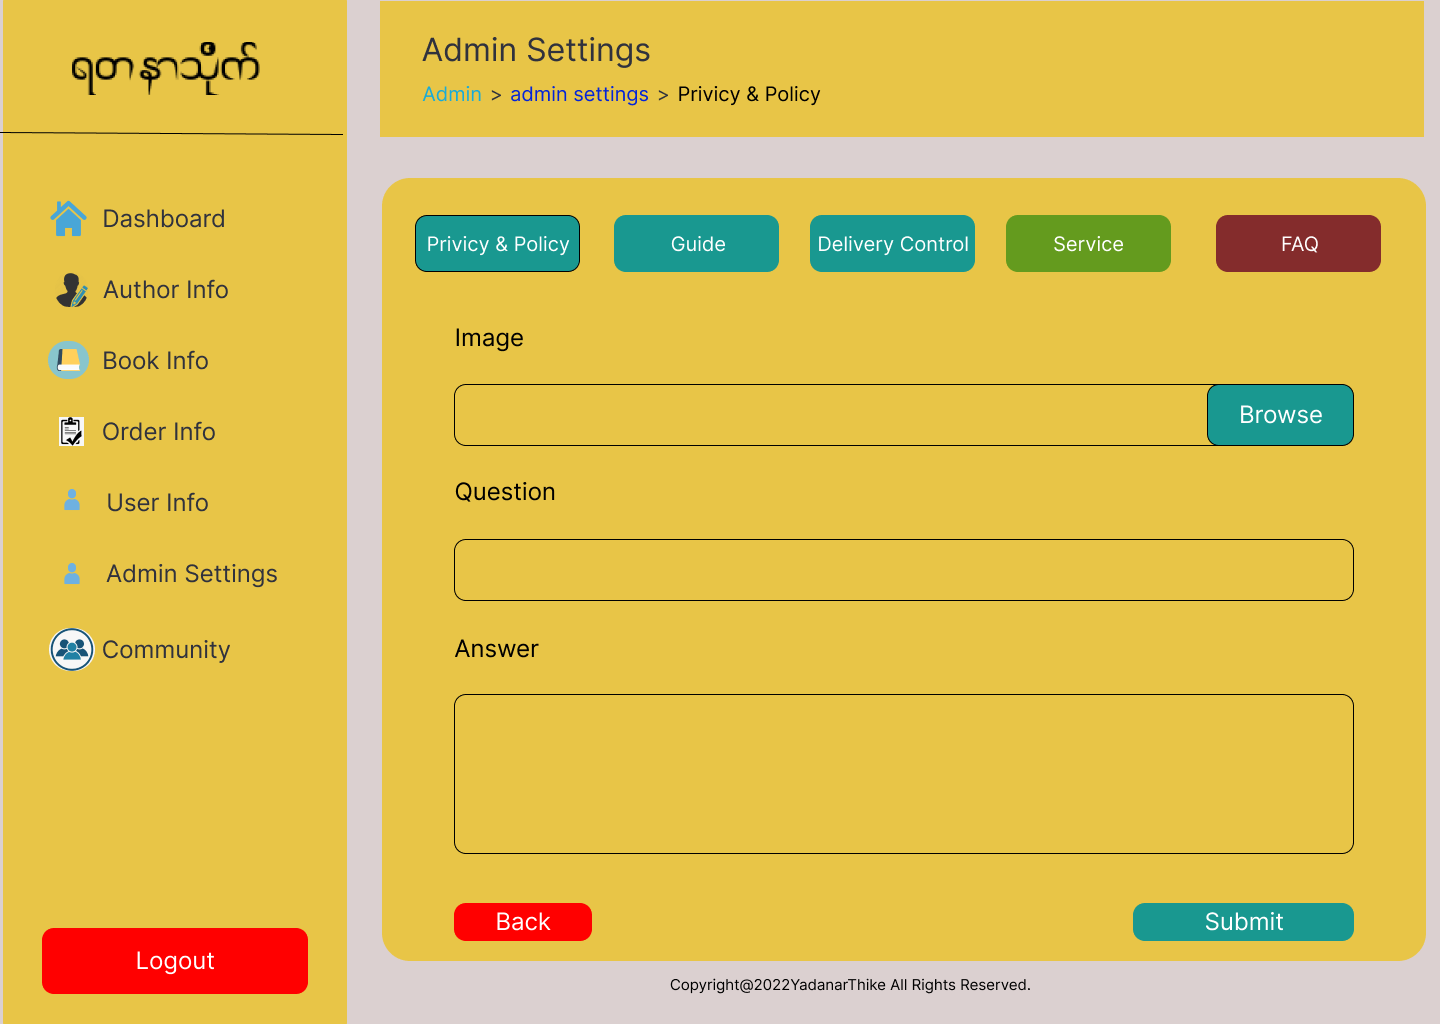 ရတနာသိုက်
Dashboard
Author Info
Book Info
Order Info
User Info
Admin Settings
Community
Logout
Admin Settings
Admin > admin settings > Privicy & Policy
Privicy & Policy Guide Delivery Control Service FAQ
Image
Browse
Question
Answer
Back Submit
Copyright@2022YadanarThike All Rights Reserved.